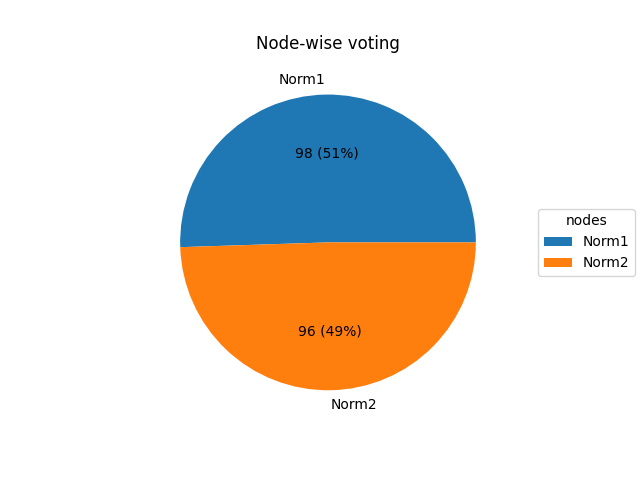 Node-wise voting
Norm1
98 (51%)
nodes
Norm1
Norm2
96 (49%)
Norm2